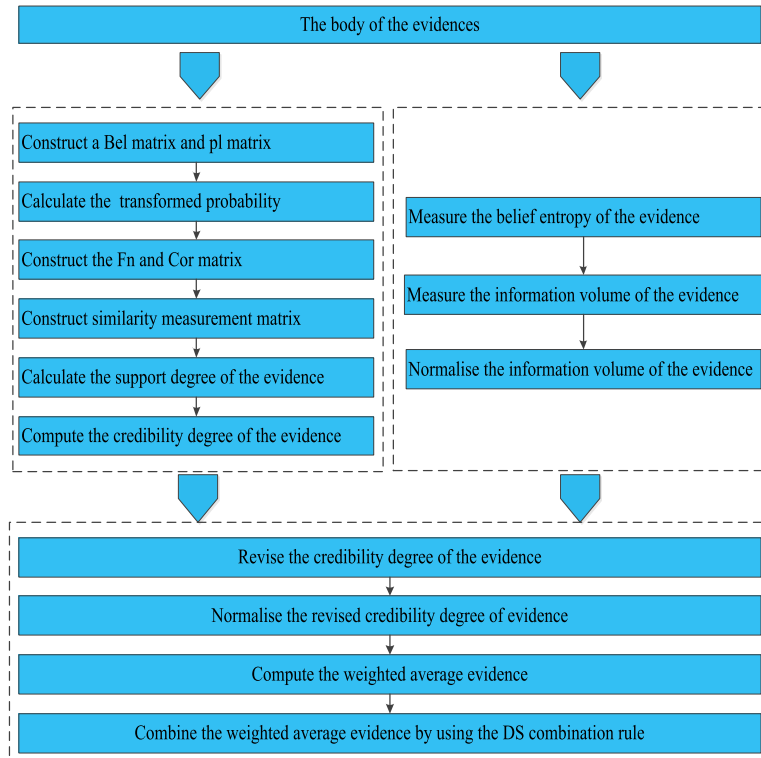 The body of the evidences
Construct a Bel matrix and pl matrix
Calculate the transformed probability
Construct the Fn and Cor matrix
Construct similarity measurement matrix
Calculate the support degree of the evidence
Compute the credibility degree of the evidence
Measure the belief entropy of the evidence
Measure the information volume of the evidence
Normalise the information volume of the evidence
Revise the credibility degree of the evidence
Normalise the revised credibility degree of evidence
Compute the weighted average evidence
Combine the weighted average evidence by using the DS combination rule